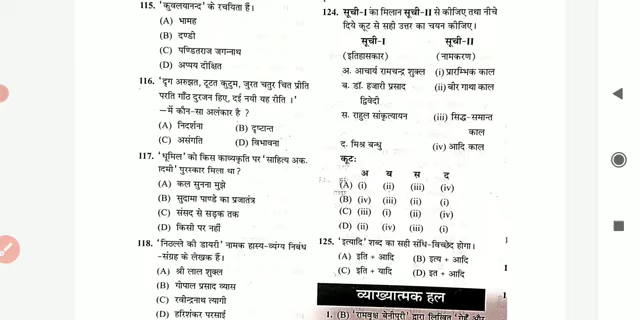 115. 'कुवलयानन्द' के रचयिता हैं।
(A) भामह
(B) दण्डी
(C) पण्डितराज जगन्नाथ
(D) अप्पय दीक्षित
116. 'दृग अरुझत, टूटत कुटुम, जुरत चतुर चित प्रीति
परति गाँठ दुरजन हिए, दई नयी यह रीति ।'
–में कौन-सा अलंकार है ?
(A) निदर्शना (B) दृष्टान्त
(C) असंगति (D) विभावना
117. 'धूमिल' को किस काव्यकृति पर 'साहित्य अक-
दमी' पुरस्कार मिला था ?
(A) कल सुनना मुझे
(B) सुदामा पाण्डे का प्रजातंत्र
(C) संसद से सड़क तक
(D) किसी पर नहीं
118. 'निठल्ले की डायरी' नामक हास्य-व्यंग्य निबंध
-संग्रह के लेखक हैं।
(A) श्री लाल शुक्ल
(B) गोपाल प्रसाद व्यास
(C) रवीन्द्रनाथ त्यागी
(D) हरिशंकर परसाई
124. सूची-I का मिलान सूची-II से कीजिए तथा नीचे
दिये कूट से सही उत्तर का चयन कीजिए।
सूची-I सूची-II
(इतिहासकार) (नामकरण)
अ. आचार्य रामचन्द्र शुक्ल (i) प्रारम्भिक काल
ब. डॉ. हजारी प्रसाद (ii) बीर गाथा काल
द्विवेदी
स. राहुल सांकृत्यायन (iii) सिद्ध-सामन्त
काल
द. मिश्र बन्धु (iv) आदि काल
कूट:
अ ब स द
(A) (i) (ii) (iii) (iv)
(B) (iv) (iii) (ii) (i)
(C) (iii) (i) (ii) (iv)
(D) (ii) (iv) (iii) (i)
125. 'इत्यादि' शब्द का सही संधि-विच्छेद होगा।
(A) इति + आदि (B) इत्य + आदि
(C) इति + यादि (D) इत + आदि
व्याख्यात्मक हल
1. (B) 'रामवृक्ष बेनीपुरी' द्वारा लिखित 'गेहूँ और